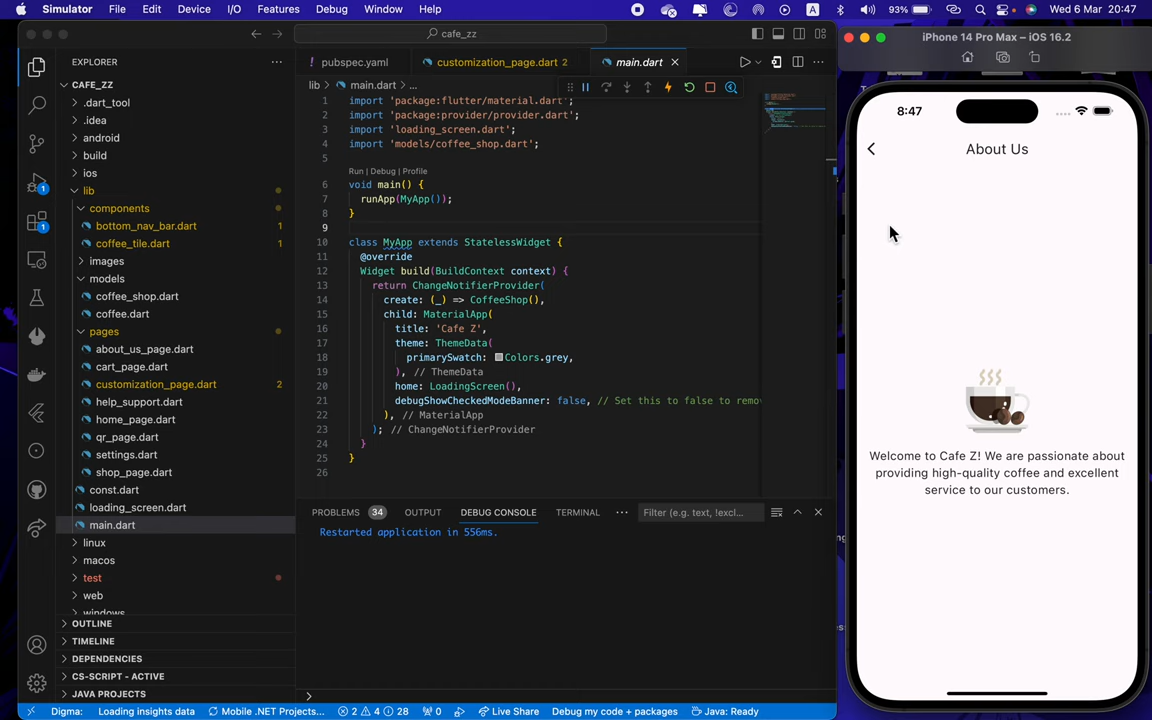 Simulator File Edit Device I/O Features Debug Window Help A 93% Wed 6 Mar 20:47
cafe_zz
iPhone 14 Pro Max – iOS 16.2
EXPLORER
CAFE_ZZ
.dart_tool
.idea
android
build
ios
lib
components
bottom_nav_bar.dart 1
coffee_tile.dart 1
images
models
coffee_shop.dart
coffee.dart
pages
about_us_page.dart
cart_page.dart
customization_page.dart 2
help_support.dart
home_page.dart
qr_page.dart
settings.dart
shop_page.dart
const.dart
loading_screen.dart
main.dart
linux
macos
test
web
windows
OUTLINE
TIMELINE
DEPENDENCIES
CS-SCRIPT - ACTIVE
JAVA PROJECTS
1
1
! pubspec.yaml customization_page.dart 2 main.dart
lib > main.dart > ...
1 import 'package:flutter/material.dart';
2 import 'package:provider/provider.dart';
3 import 'loading_screen.dart';
4 import 'models/coffee_shop.dart';
5
Run | Debug | Profile
6 void main() {
7 runApp(MyApp());
8 }
9
10 class MyApp extends StatelessWidget {
11 @override
12 Widget build(BuildContext context) {
13 return ChangeNotifierProvider(
14 create: (_) => CoffeeShop(),
15 child: MaterialApp(
16 title: 'Cafe Z',
17 theme: ThemeData(
18 primarySwatch: Colors.grey,
19 ), // ThemeData
20 home: LoadingScreen(),
21 debugShowCheckedModeBanner: false, // Set this to false to remov
22 ), // MaterialApp
23 ); // ChangeNotifierProvider
24 }
25 }
26
PROBLEMS 34 OUTPUT DEBUG CONSOLE TERMINAL ... Filter (e.g. text, !excl...
Restarted application in 556ms.
>
8:47
About Us
Welcome to Cafe Z! We are passionate about
providing high-quality coffee and excellent
service to our customers.
Digma: Loading insights data Mobile .NET Projects... 2 4 28 0 Live Share Debug my code + packages Java: Ready